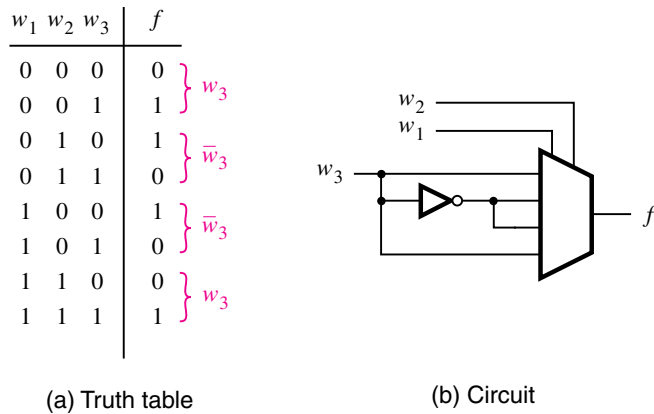 w₁ w₂ w₃ f
0 0 0 0
0 0 1 1
w₃
0 1 0 1
0 1 1 0
w̅₃
1 0 0 1
1 0 1 0
w̅₃
1 1 0 0
1 1 1 1
w₃
(a) Truth table
w₂
w₁
w₃
f
(b) Circuit